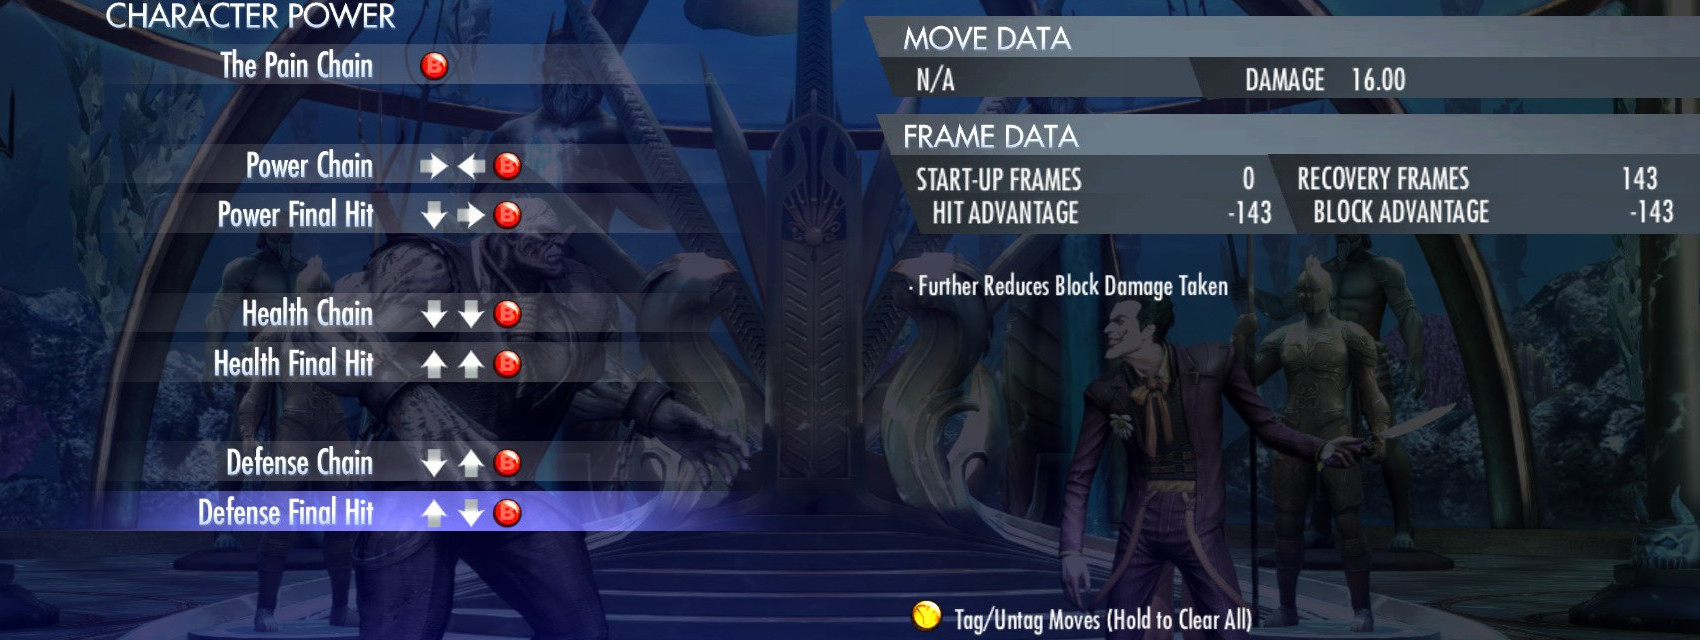 CHARACTER POWER
The Pain Chain B
Power Chain → ← B
Power Final Hit ↓ → B
Health Chain ↓ ↓ B
Health Final Hit ↑ ↑ B
Defense Chain ↓ ↑ B
Defense Final Hit ↑ ↓ B
MOVE DATA
N/A DAMAGE 16.00
FRAME DATA
START-UP FRAMES 0 RECOVERY FRAMES 143
HIT ADVANTAGE -143 BLOCK ADVANTAGE -143
· Further Reduces Block Damage Taken
Y Tag/Untag Moves (Hold to Clear All)